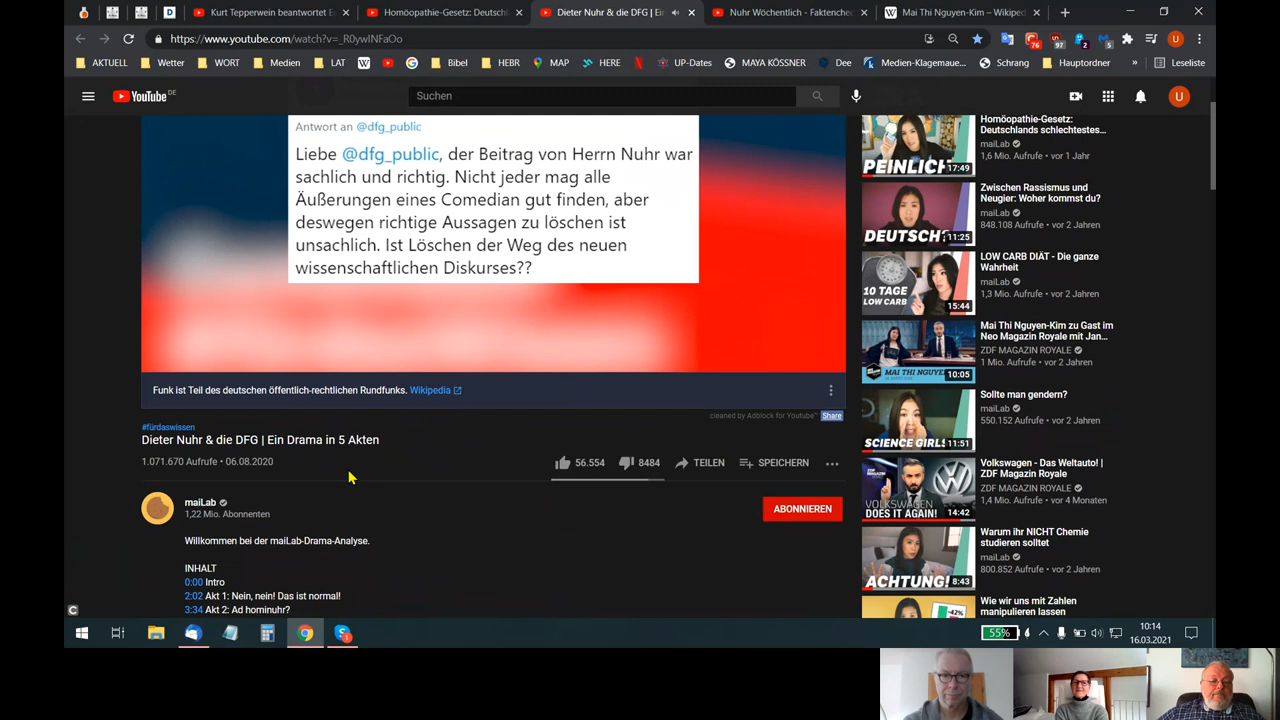 Kurt Tepperwein beantwortet E
Homöopathie-Gesetz: Deutschl
Dieter Nuhr & die DFG | Ein
Nuhr Wöchentlich - Faktenche
Mai Thi Nguyen-Kim – Wikiped
https://www.youtube.com/watch?v=_R0ywINFaOo
76
97
2
5
U
AKTUELL
Wetter
WORT
Medien
LAT
Bibel
HEBR
MAP
HERE
UP-Dates
MAYA KÖSSNER
Dee
Medien-Klagemaue...
Schrang
Hauptordner
»
Leseliste
YouTube DE
Suchen
U
Antwort an @dfg_public
Liebe @dfg_public, der Beitrag von Herrn Nuhr war
sachlich und richtig. Nicht jeder mag alle
Äußerungen eines Comedian gut finden, aber
deswegen richtige Aussagen zu löschen ist
unsachlich. Ist Löschen der Weg des neuen
wissenschaftlichen Diskurses??
Funk ist Teil des deutschen öffentlich-rechtlichen Rundfunks. Wikipedia
cleaned by Adblock for Youtube™ Share
#fürdaswissen
Dieter Nuhr & die DFG | Ein Drama in 5 Akten
1.071.670 Aufrufe • 06.08.2020
56.554
8484
TEILEN
SPEICHERN
maiLab
1,22 Mio. Abonnenten
ABONNIEREN
Willkommen bei der maiLab-Drama-Analyse.
INHALT
0:00 Intro
2:02 Akt 1: Nein, nein! Das ist normal!
3:34 Akt 2: Ad hominuhr?
PEINLICH
17:49
Homöopathie-Gesetz:
Deutschlands schlechtestes...
maiLab
1,6 Mio. Aufrufe • vor 1 Jahr
DEUTSCH?
11:25
Zwischen Rassismus und
Neugier: Woher kommst du?
maiLab
848.108 Aufrufe • vor 2 Jahren
10 TAGE
LOW CARB
15:44
LOW CARB DIÄT - Die ganze
Wahrheit
maiLab
1,3 Mio. Aufrufe • vor 2 Jahren
10:05
Mai Thi Nguyen-Kim zu Gast im
Neo Magazin Royale mit Jan...
ZDF MAGAZIN ROYALE
1 Mio. Aufrufe • vor 2 Jahren
SCIENCE GIRLS
11:51
Sollte man gendern?
maiLab
550.152 Aufrufe • vor 2 Jahren
VOLKSWAGEN
DOES IT AGAIN!
14:42
Volkswagen - Das Weltauto! |
ZDF Magazin Royale
ZDF MAGAZIN ROYALE
1,4 Mio. Aufrufe • vor 4 Monaten
ACHTUNG!
8:43
Warum ihr NICHT Chemie
studieren solltet
maiLab
800.852 Aufrufe • vor 2 Jahren
Wie wir uns mit Zahlen
manipulieren lassen
55%
10:14
16.03.2021